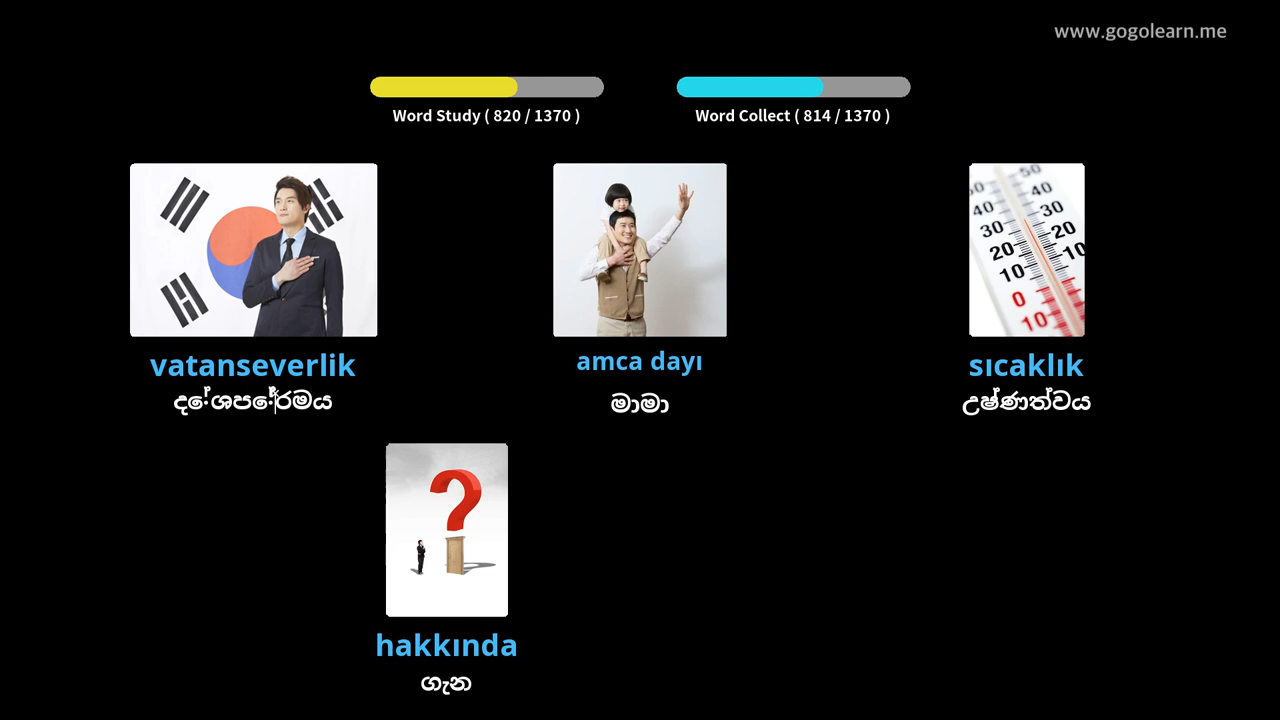 www.gogolearn.me
Word Study ( 820 / 1370 )
Word Collect ( 814 / 1370 )
vatanseverlik
දේශප්‍රේමය
amca dayı
මාමා
sıcaklık
උෂ්ණත්වය
hakkında
ගැන